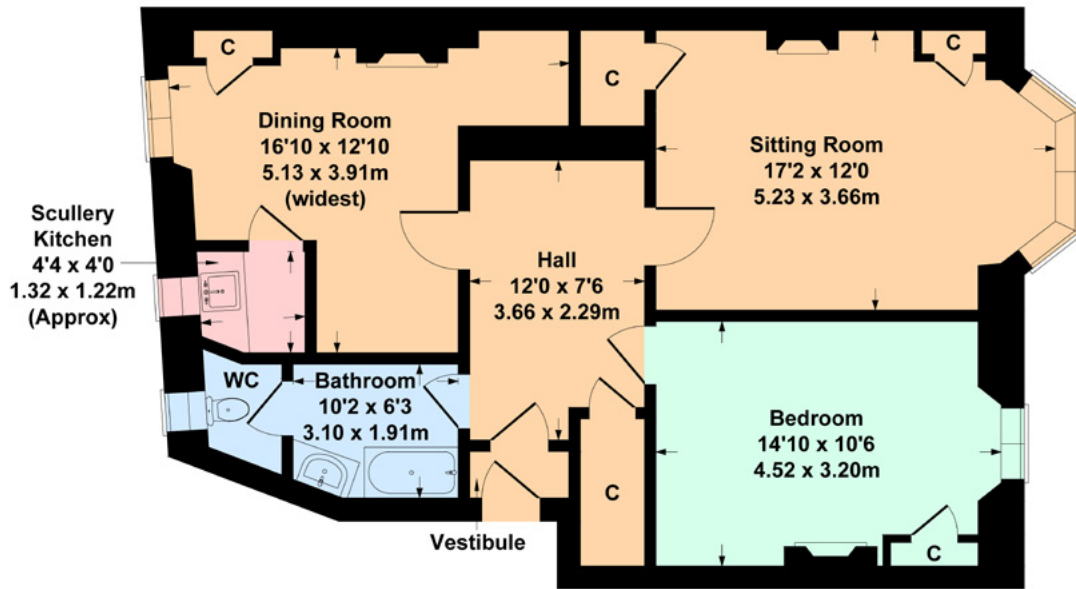 C
C
C
Dining Room
16'10 x 12'10
5.13 x 3.91m
(widest)
Sitting Room
17'2 x 12'0
5.23 x 3.66m
Scullery
Kitchen
4'4 x 4'0
1.32 x 1.22m
(Approx)
Hall
12'0 x 7'6
3.66 x 2.29m
WC
Bathroom
10'2 x 6'3
3.10 x 1.91m
Bedroom
14'10 x 10'6
4.52 x 3.20m
C
Vestibule
C